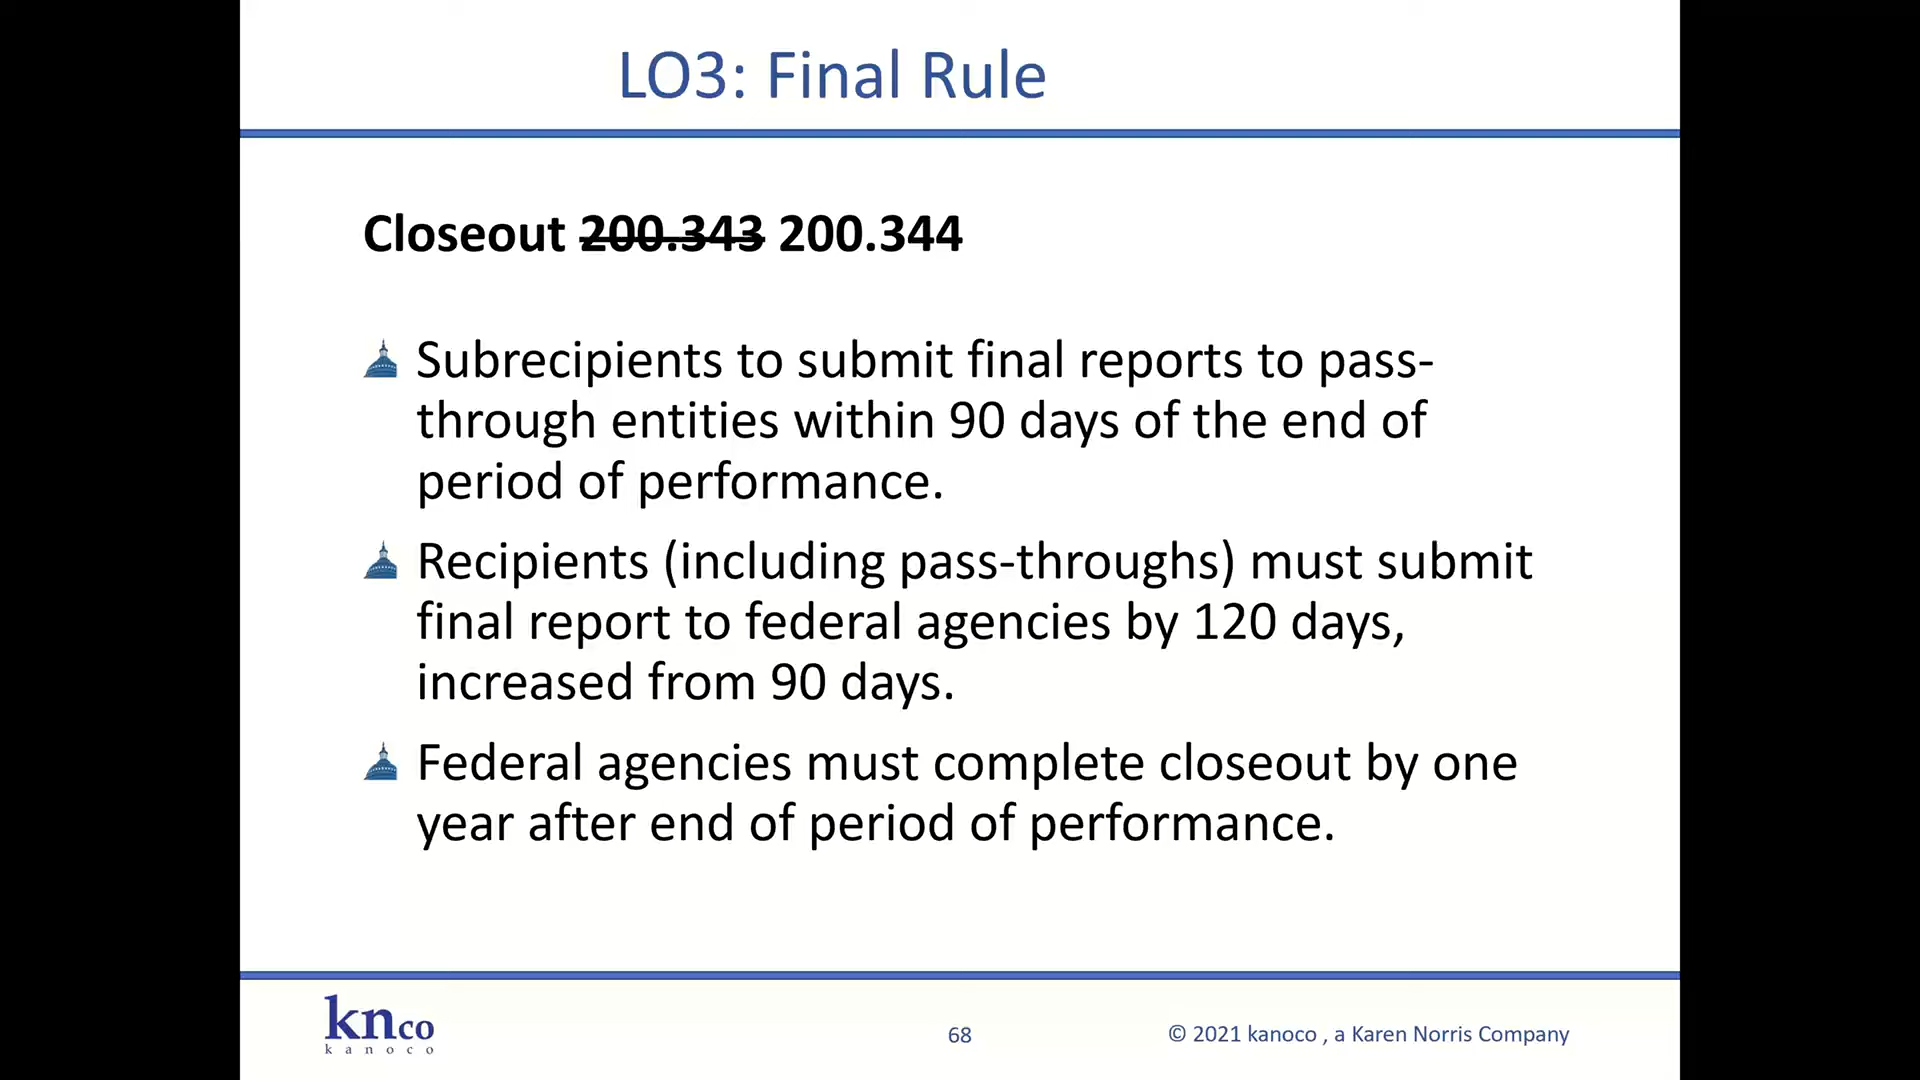 LO3: Final Rule
Closeout 200.343 200.344
Subrecipients to submit final reports to pass-
through entities within 90 days of the end of
period of performance.
Recipients (including pass-throughs) must submit
final report to federal agencies by 120 days,
increased from 90 days.
Federal agencies must complete closeout by one
year after end of period of performance.
knco
kanoco
68
© 2021 kanoco , a Karen Norris Company